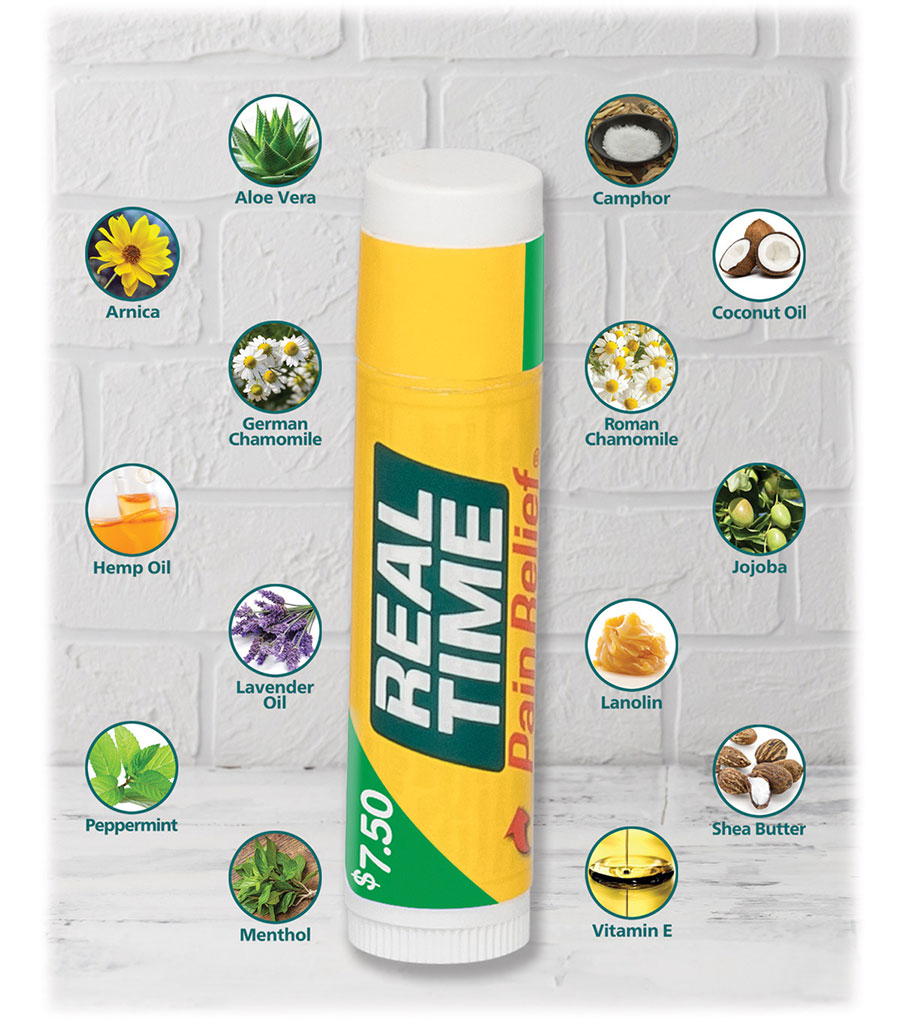 Aloe Vera
Camphor
Arnica
Coconut Oil
German
Chamomile
Roman
Chamomile
Hemp Oil
Jojoba
REAL
TIME
Pain Relief®
Lavender
Oil
Lanolin
Peppermint
Shea Butter
$7.50
Menthol
Vitamin E